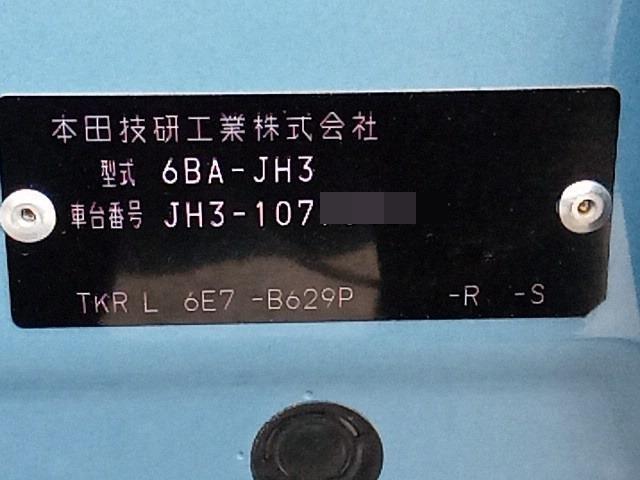 本田技研工業株式会社
型式 6BA-JH3
車台番号 JH3-107
TKR L 6E7 -B629P -R -S